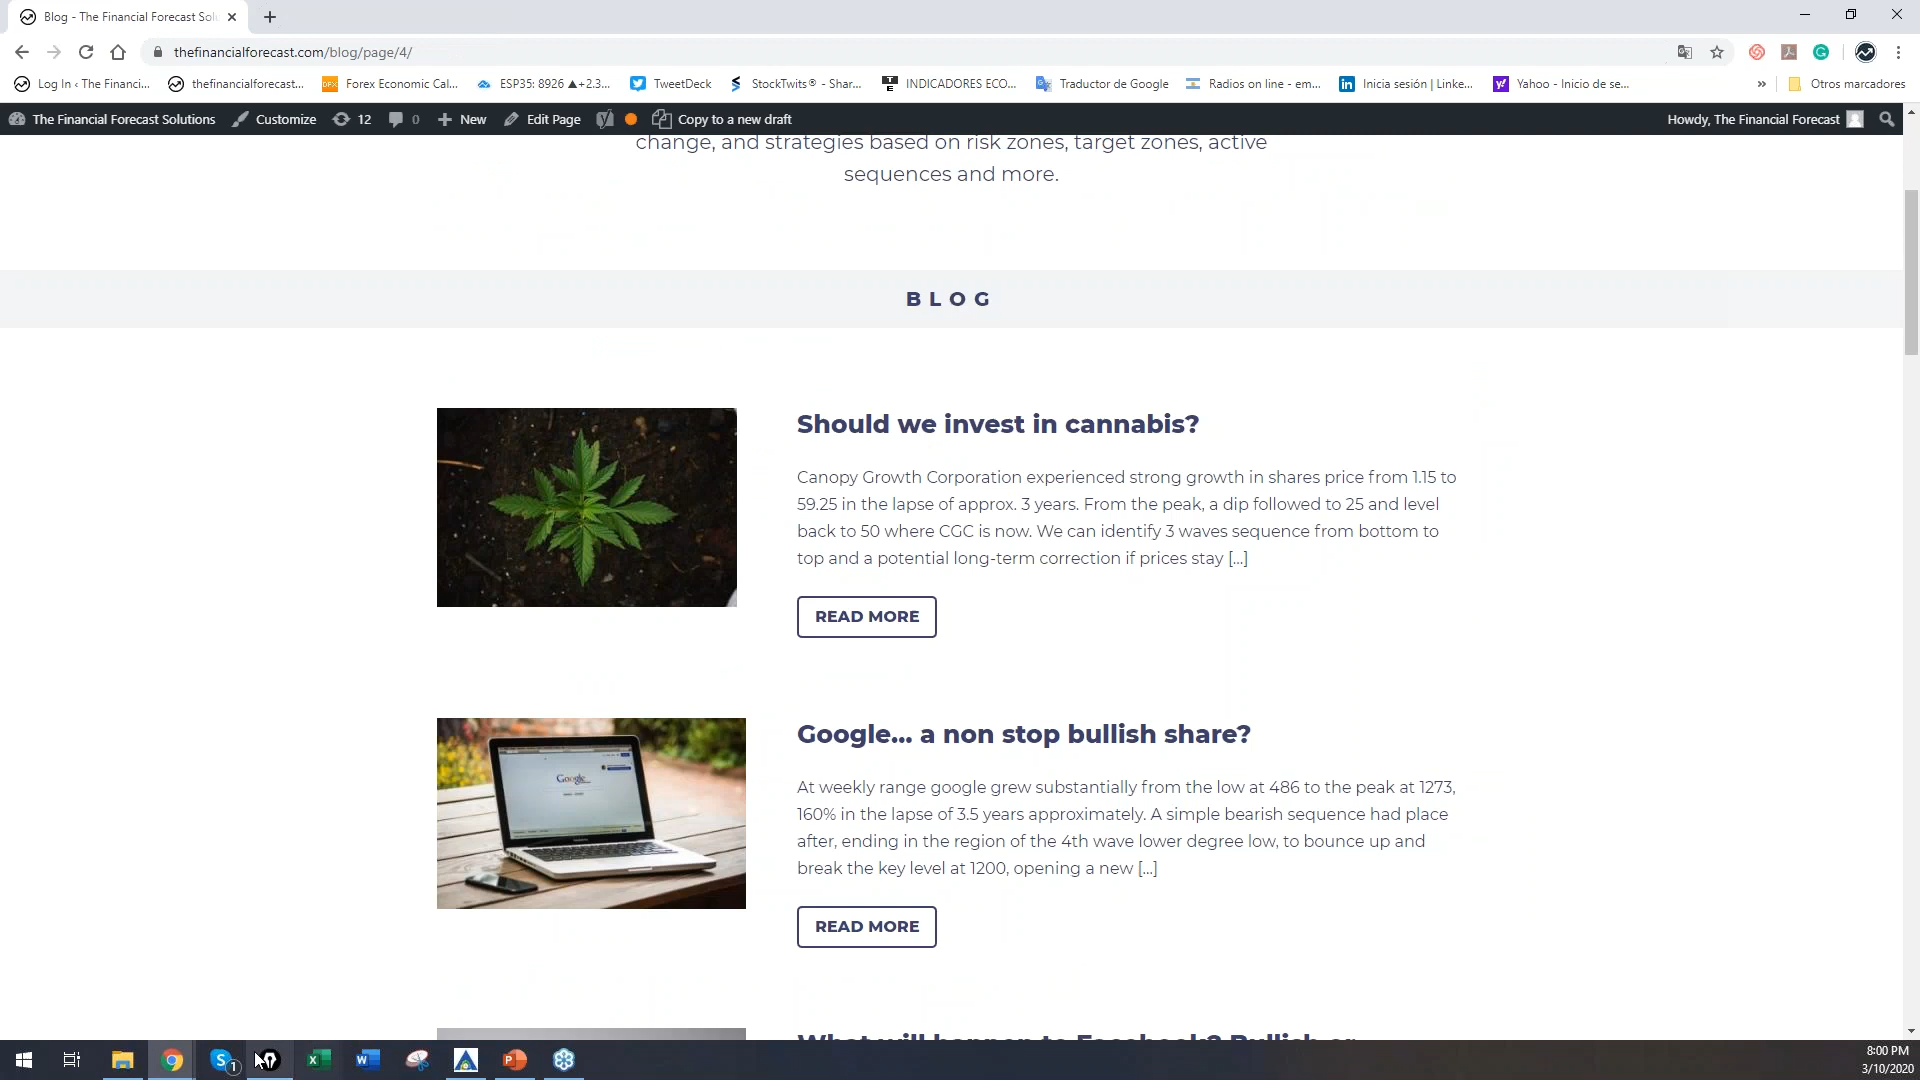 Blog - The Financial Forecast Solu
thefinancialforecast.com/blog/page/4/
Log In ‹ The Financi...
thefinancialforecast...
Forex Economic Cal...
ESP35: 8926 ▲+2.3...
TweetDeck
StockTwits® - Shar...
INDICADORES ECO...
Traductor de Google
Radios on line - em...
Inicia sesión | Linke...
Yahoo - Inicio de se...
»
Otros marcadores
The Financial Forecast Solutions
Customize
12
0
New
Edit Page
Copy to a new draft
Howdy, The Financial Forecast
change, and strategies based on risk zones, target zones, active
sequences and more.
BLOG
Should we invest in cannabis?
Canopy Growth Corporation experienced strong growth in shares price from 1.15 to
59.25 in the lapse of approx. 3 years. From the peak, a dip followed to 25 and level
back to 50 where CGC is now. We can identify 3 waves sequence from bottom to
top and a potential long-term correction if prices stay [...]
READ MORE
Google
Google... a non stop bullish share?
At weekly range google grew substantially from the low at 486 to the peak at 1273,
160% in the lapse of 3.5 years approximately. A simple bearish sequence had place
after, ending in the region of the 4th wave lower degree low, to bounce up and
break the key level at 1200, opening a new [...]
READ MORE
What will happen to Facebook? Bullish or
8:00 PM
3/10/2020